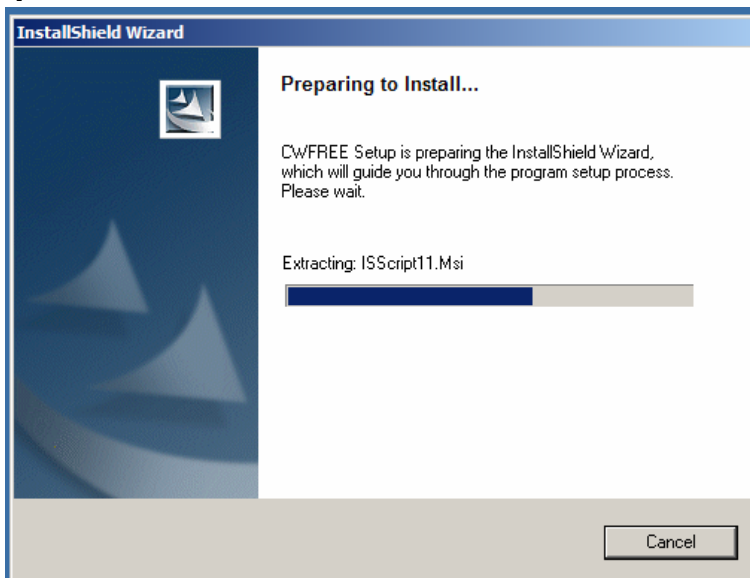 InstallShield Wizard
Preparing to Install...
CWFREE Setup is preparing the InstallShield Wizard,
which will guide you through the program setup process.
Please wait.
Extracting: ISScript11.Msi
Cancel